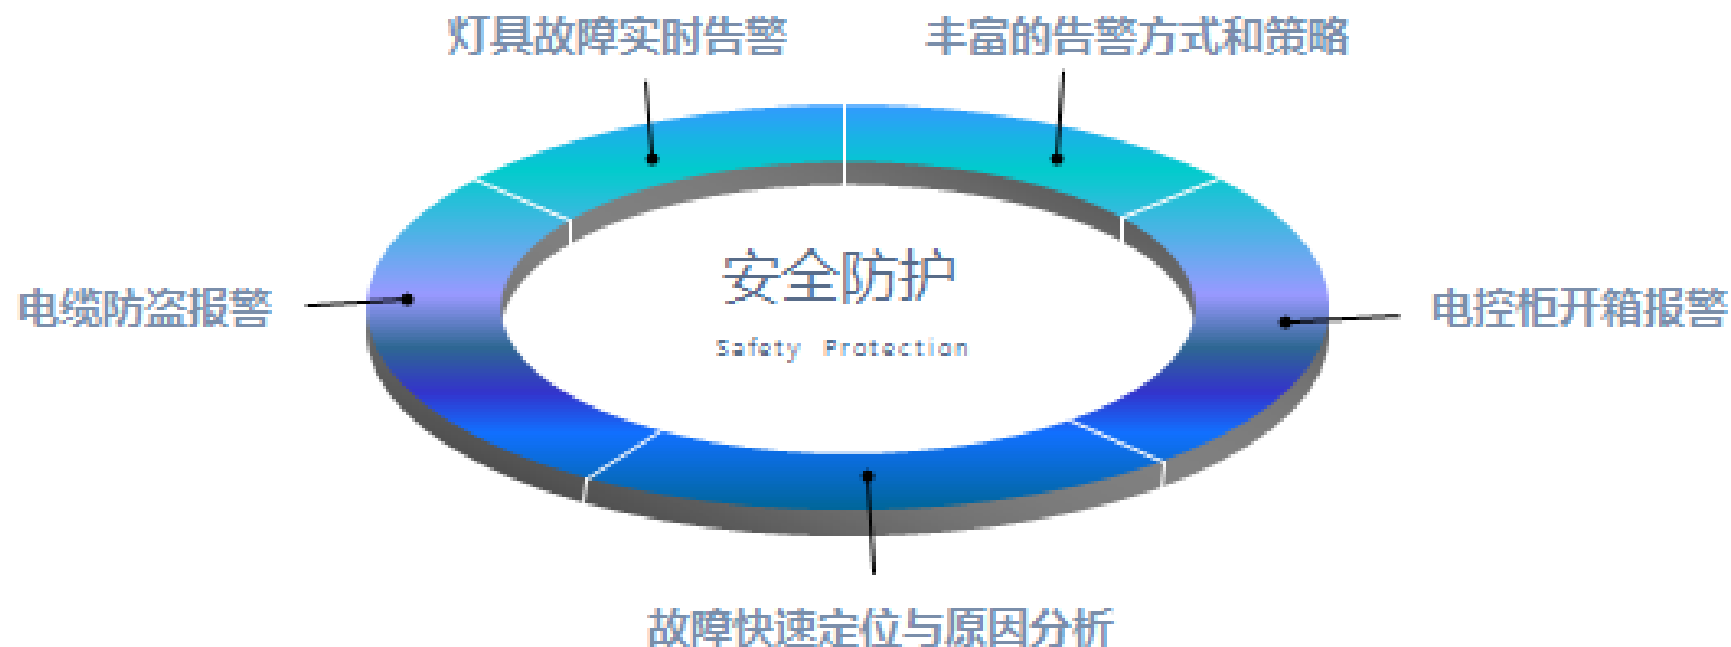 灯具故障实时告警
丰富的告警方式和策略
安全防护
电缆防盗报警
电控柜开箱报警
Safety Protection
故障快速定位与原因分析